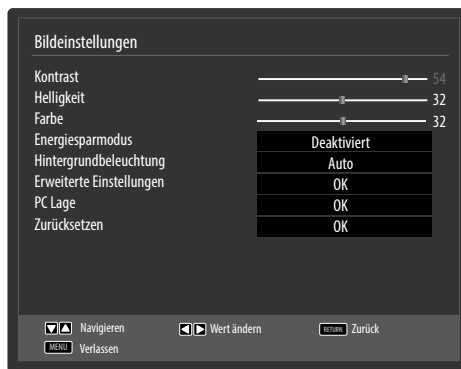 Bildeinstellungen
Kontrast 54
Helligkeit 32
Farbe 32
Energiesparmodus Deaktiviert
Hintergrundbeleuchtung Auto
Erweiterte Einstellungen OK
PC Lage OK
Zurücksetzen OK
Navigieren Wert ändern RETURN Zurück
MENU Verlassen